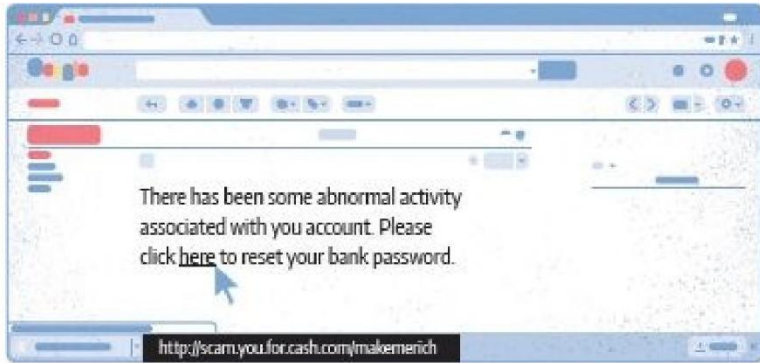 There has been some abnormal activity
associated with you account. Please
click here to reset your bank password.
http://scam.you.for.cash.com/makemerich